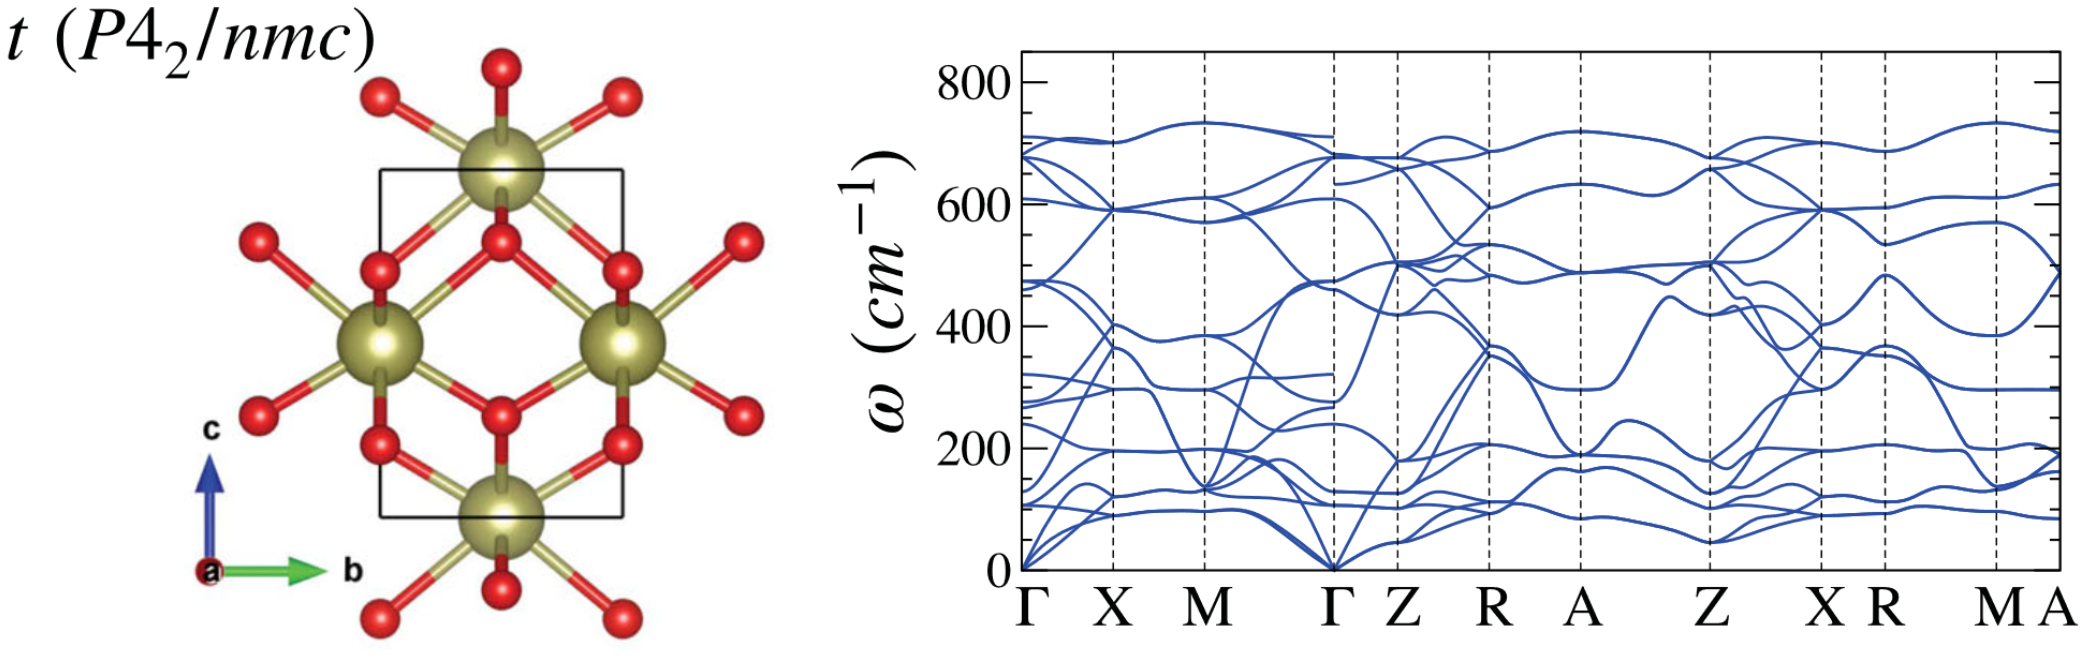 t (P4₂/nmc)
c
a
b
ω (cm⁻¹)
800
600
400
200
0
Γ X M Γ Z R A Z X R M A